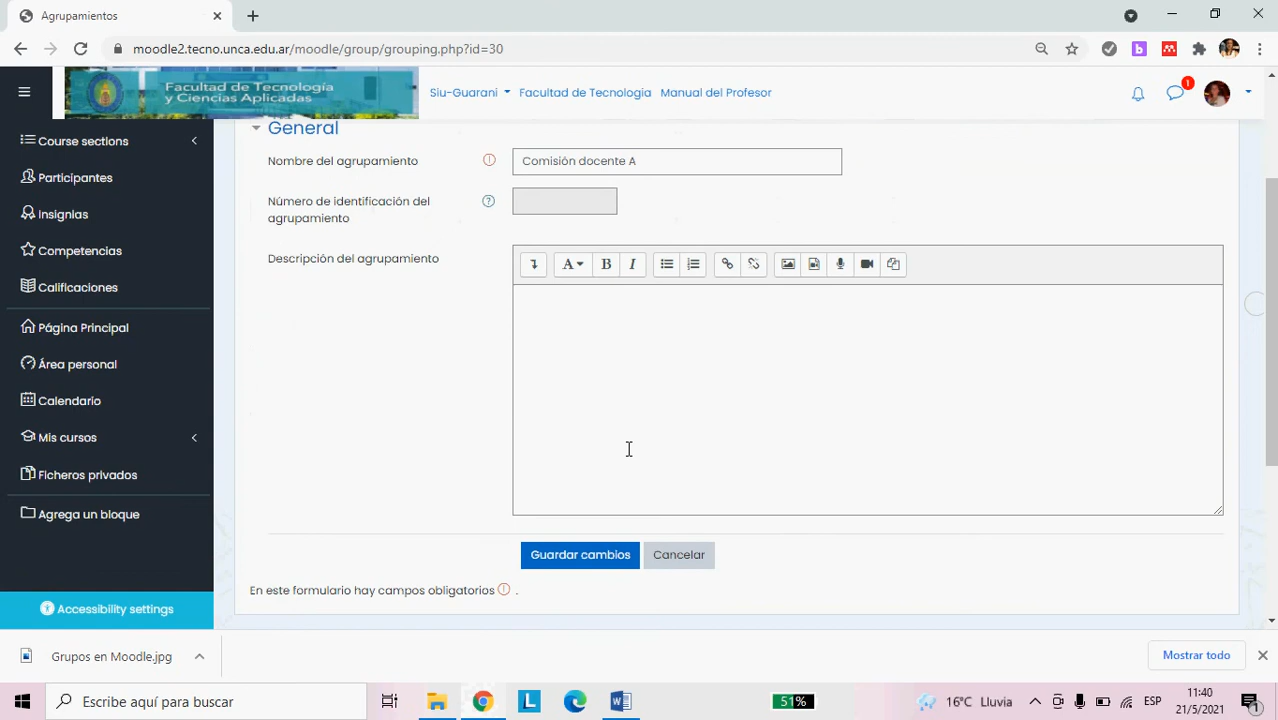 Agrupamientos
moodle2.tecno.unca.edu.ar/moodle/group/grouping.php?id=30
Facultad de Tecnología
y Ciencias Aplicadas
Siu-Guarani Facultad de Tecnología Manual del Profesor
1
Course sections
Participantes
Insignias
Competencias
Calificaciones
Página Principal
Área personal
Calendario
Mis cursos
Ficheros privados
Agrega un bloque
Accessibility settings
General
Nombre del agrupamiento
Comisión docente A
Número de identificación del
agrupamiento
Descripción del agrupamiento
A B I
Guardar cambios Cancelar
En este formulario hay campos obligatorios .
Grupos en Moodle.jpg
Mostrar todo
Escribe aquí para buscar
51%
16°C Lluvia
ESP
11:40
21/5/2021
1